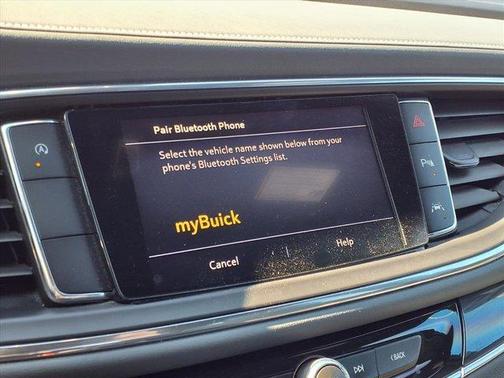 Pair Bluetooth Phone
Select the vehicle name shown below from your
phone's Bluetooth Settings list.
myBuick
Cancel
Help
A
P
BACK